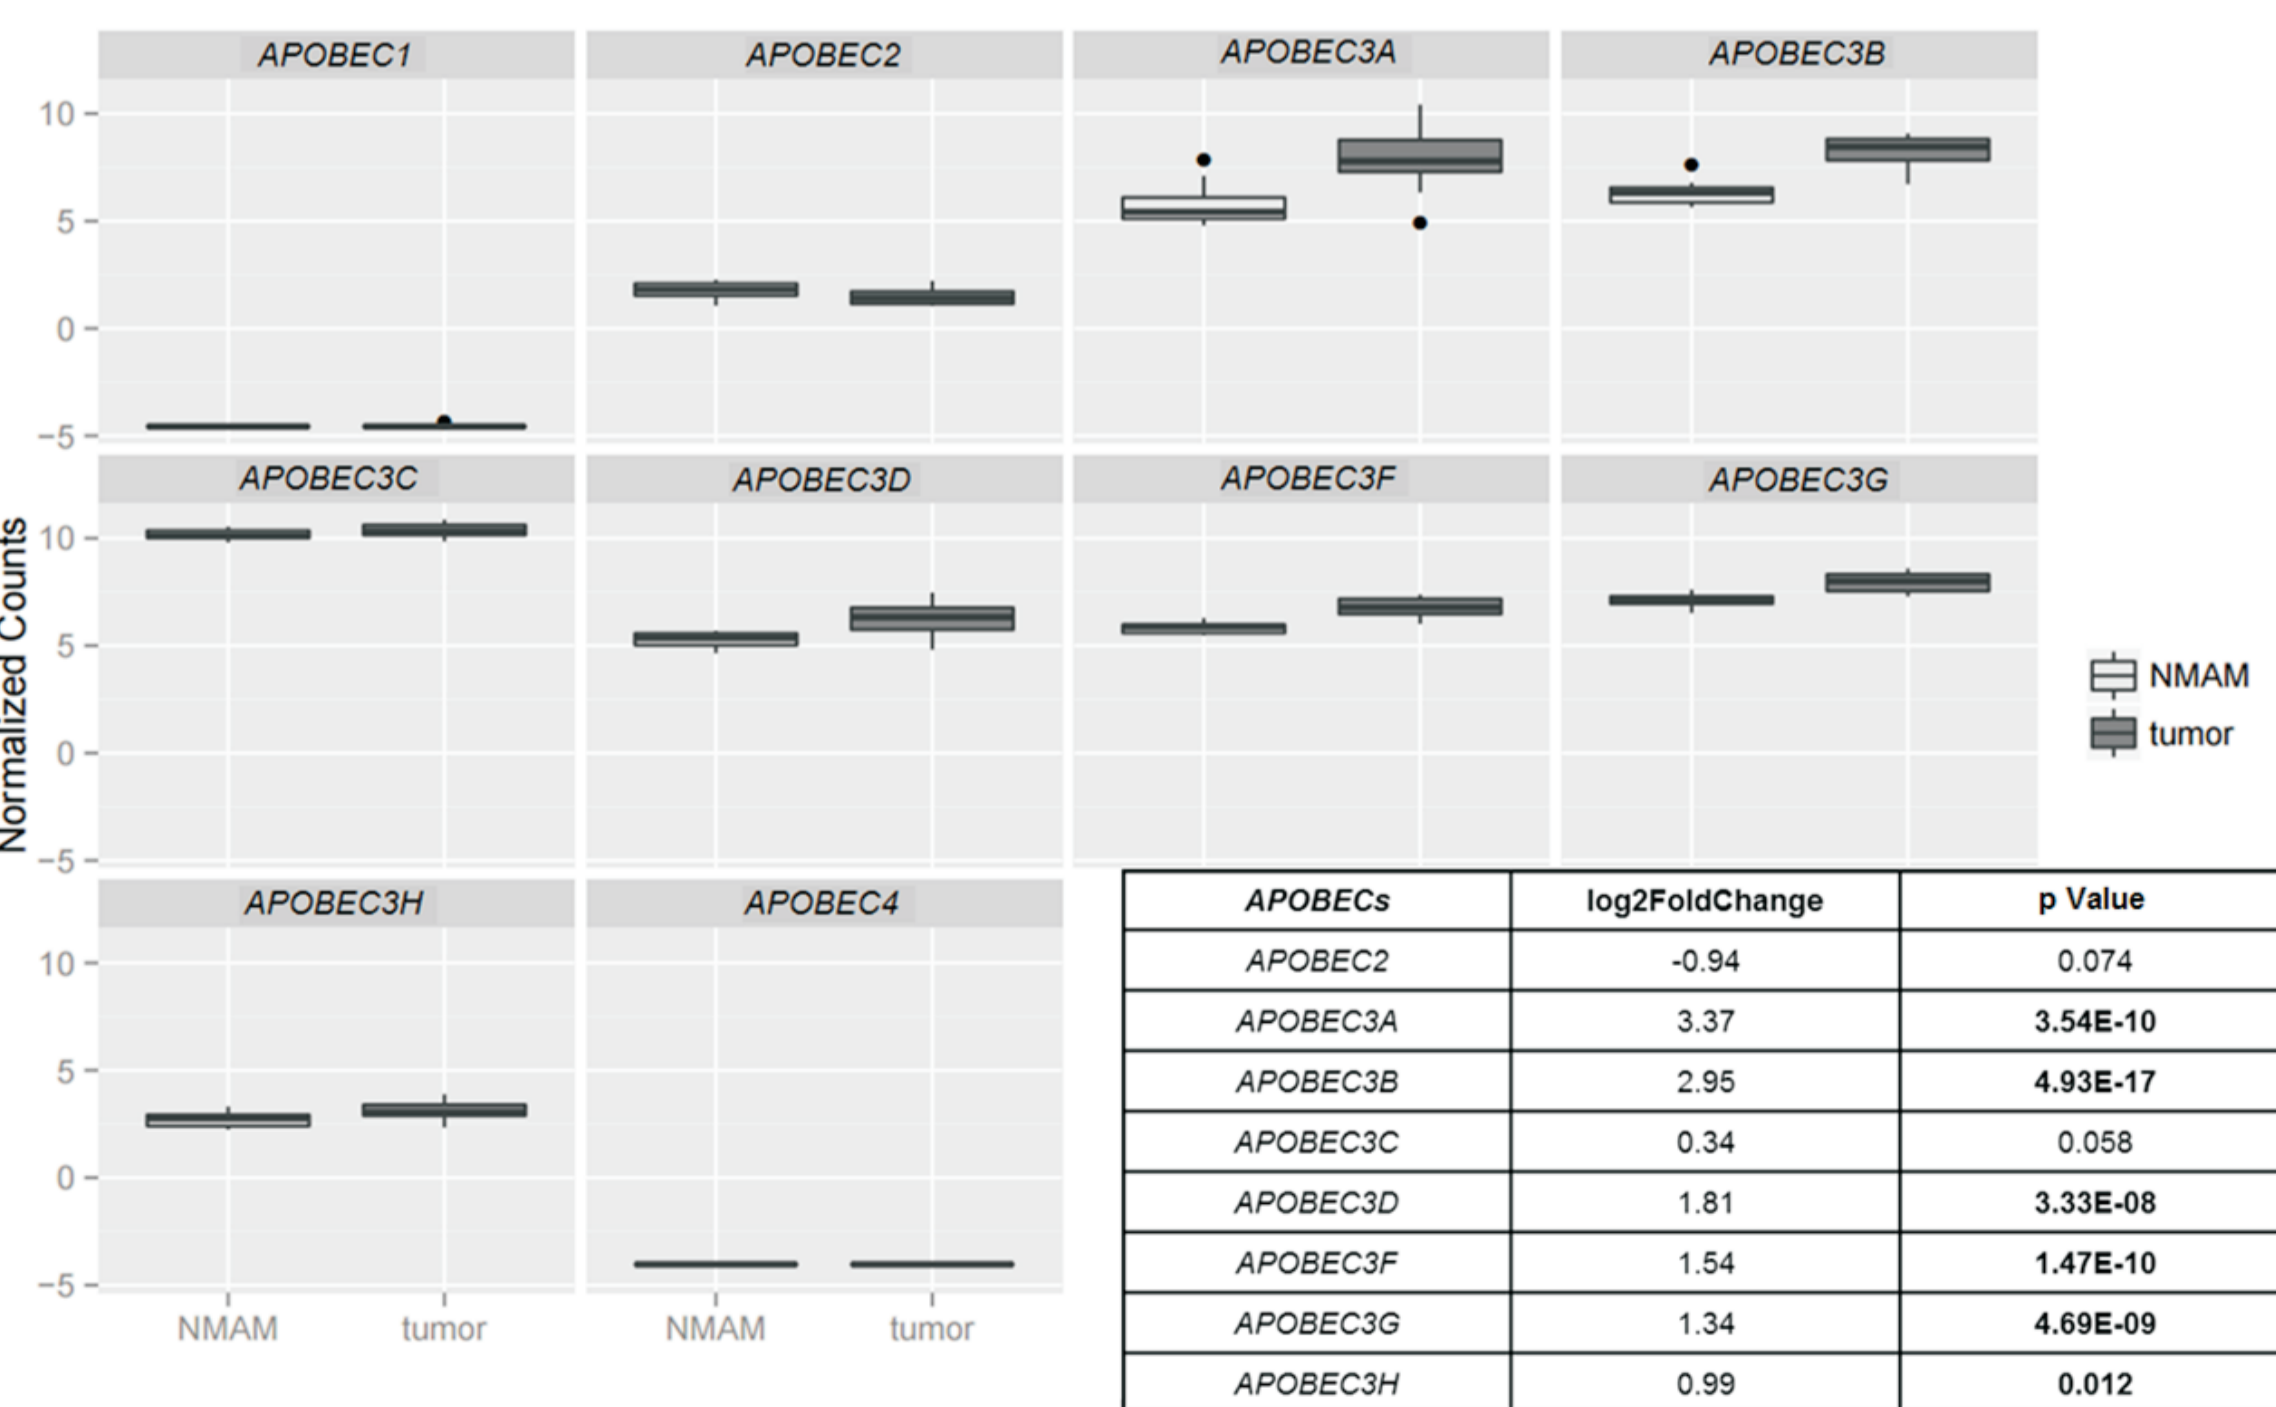 APOBEC1 APOBEC2 APOBEC3A APOBEC3B
10
5
0
−5
APOBEC3C APOBEC3D APOBEC3F APOBEC3G
Normalized Counts
10
5
0
−5
NMAM
tumor
APOBEC3H APOBEC4
10
5
0
−5
NMAM tumor NMAM tumor
APOBECs log2FoldChange p Value
APOBEC2 -0.94 0.074
APOBEC3A 3.37 3.54E-10
APOBEC3B 2.95 4.93E-17
APOBEC3C 0.34 0.058
APOBEC3D 1.81 3.33E-08
APOBEC3F 1.54 1.47E-10
APOBEC3G 1.34 4.69E-09
APOBEC3H 0.99 0.012